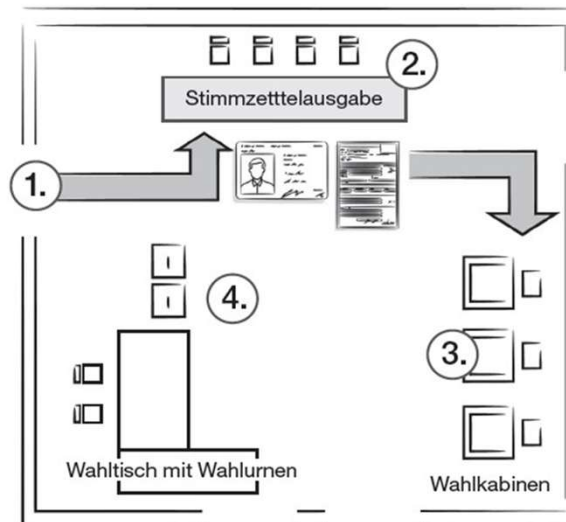 2.
Stimmzetttelausgabe
1.
4.
3.
Wahltisch mit Wahlurnen
Wahlkabinen